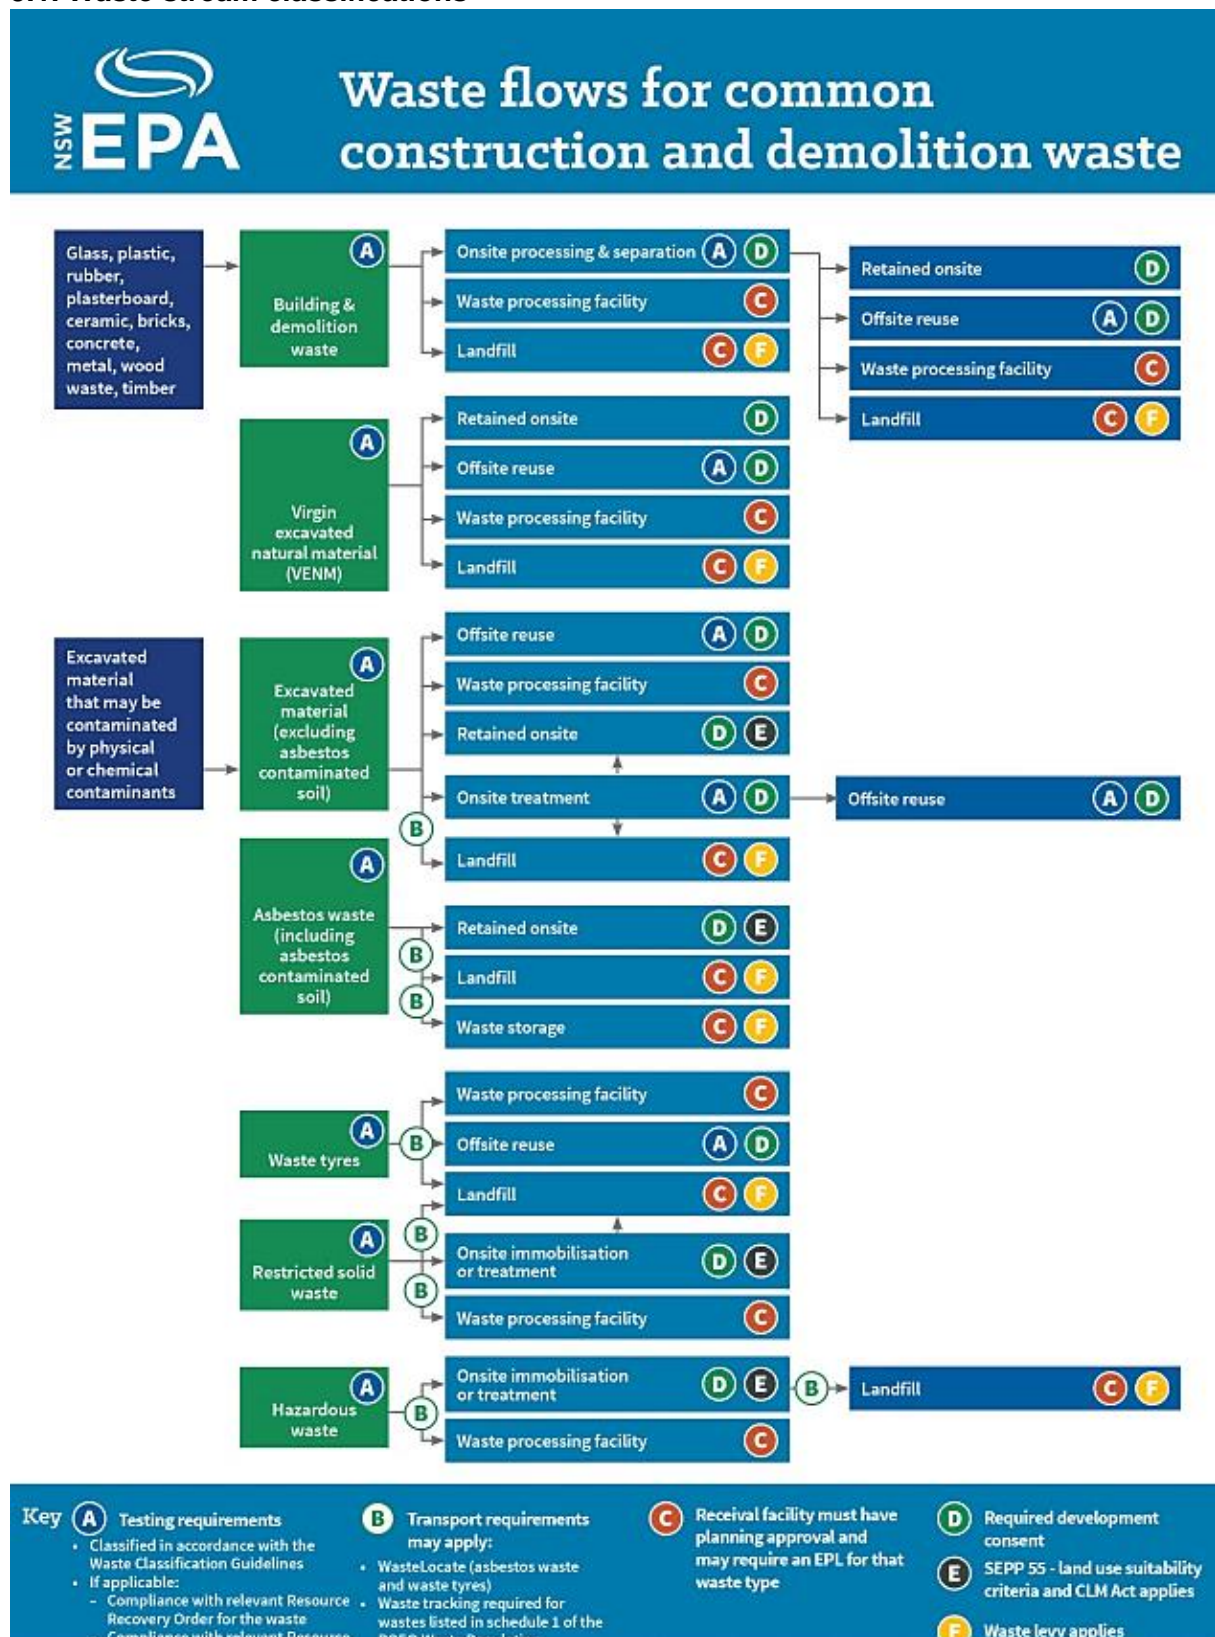 NSW EPA
Waste flows for common
construction and demolition waste
Glass, plastic,
rubber,
plasterboard,
ceramic, bricks,
concrete,
metal, wood
waste, timber
A
Building &
demolition
waste
Onsite processing & separation A D
Waste processing facility C
Landfill C F
Retained onsite D
Offsite reuse A D
Waste processing facility C
Landfill C F
A
Virgin
excavated
natural material
(VENM)
Retained onsite D
Offsite reuse A D
Waste processing facility C
Landfill C F
Excavated
material
that may be
contaminated
by physical
or chemical
contaminants
A
Excavated
material
(excluding
asbestos
contaminated
soil)
B
Offsite reuse A D
Waste processing facility C
Retained onsite D E
Onsite treatment A D
Offsite reuse A D
Landfill C F
A
Asbestos waste
(including
asbestos
contaminated
soil)
B
B
Retained onsite D E
Landfill C F
Waste storage C F
A
Waste tyres
B
Waste processing facility C
Offsite reuse A D
Landfill C F
A
Restricted solid
waste
B
B
Onsite immobilisation
or treatment D E
Waste processing facility C
A
Hazardous
waste
B
Onsite immobilisation
or treatment D E
B
Landfill C F
Waste processing facility C
Key
A Testing requirements
• Classified in accordance with the
Waste Classification Guidelines
• If applicable:
– Compliance with relevant Resource
Recovery Order for the waste
– Compliance with relevant Resource
B Transport requirements
may apply:
• WasteLocate (asbestos waste
and waste tyres)
• Waste tracking required for
wastes listed in schedule 1 of the
C Receival facility must have
planning approval and
may require an EPL for that
waste type
D Required development
consent
E SEPP 55 - land use suitability
criteria and CLM Act applies
F Waste levy applies